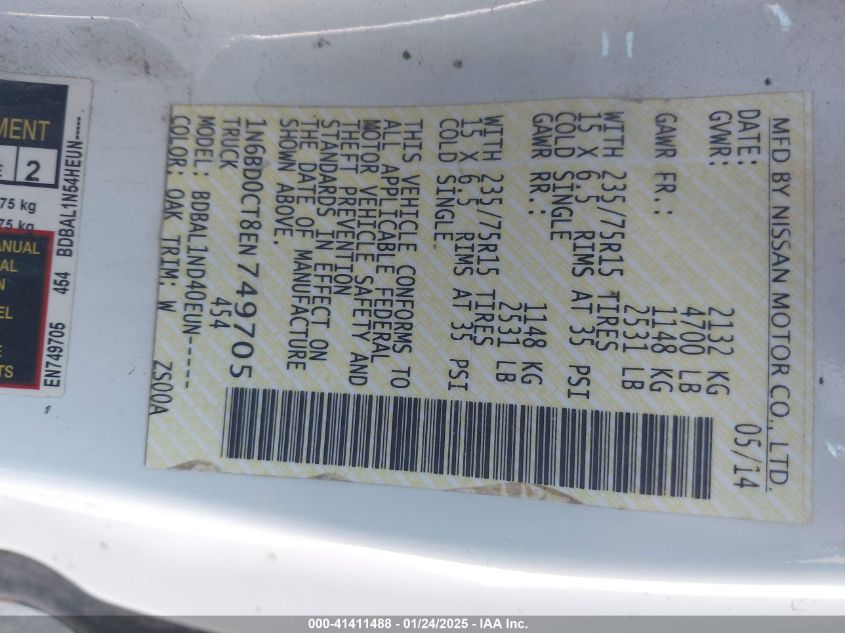 MFD BY NISSAN MOTOR CO., LTD.
DATE: 05/14
GVWR: 2132 KG
4700 LB
GAWR FR.: 1148 KG
2531 LB
WITH 235/75R15 TIRES
15 X 6.5 RIMS AT 35 PSI
COLD SINGLE
GAWR RR.: 1148 KG
2531 LB
WITH 235/75R15 TIRES
15 X 6.5 RIMS AT 35 PSI
COLD SINGLE
THIS VEHICLE CONFORMS TO
ALL APPLICABLE FEDERAL
MOTOR VEHICLE SAFETY AND
THEFT PREVENTION
STANDARDS IN EFFECT ON
THE DATE OF MANUFACTURE
SHOWN ABOVE.
1N6BD0CT8EN749705
TRUCK 454
MODEL: BDBAL1ND40EUN-----
COLOR: OAK TRIM: W ZS00A
MENT
E 2
75 kg
75 kg
ANUAL
AL
N
EL
E
TS
EN749705 454 BDBAL1N54HEUN-----
000-41411488 - 01/24/2025 - IAA Inc.